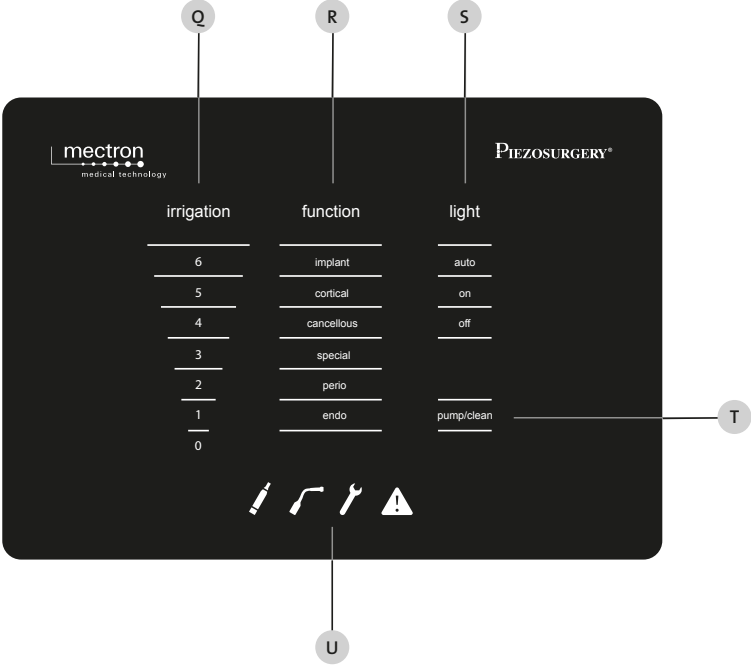 Q R S
mectron
medical technology
PIEZOSURGERY®
irrigation function light
6 implant auto
5 cortical on
4 cancellous off
3 special
2 perio
1 endo pump/clean
0
T
U